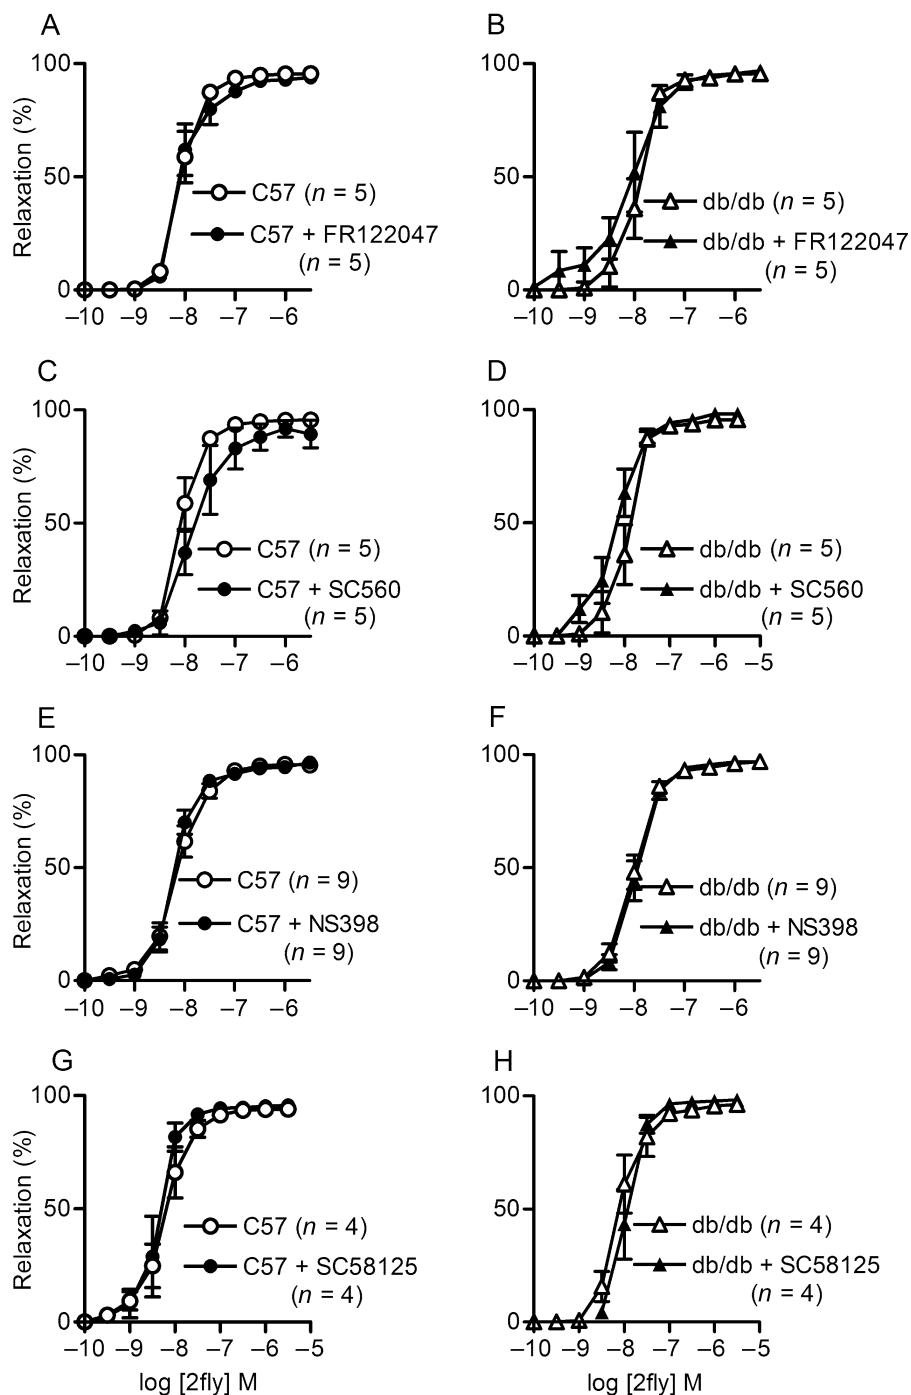 A
100
50
0
Relaxation (%)
C57 (n = 5)
C57 + FR122047
(n = 5)
–10 –9 –8 –7 –6
B
100
50
0
db/db (n = 5)
db/db + FR122047
(n = 5)
–10 –9 –8 –7 –6
C
100
50
0
Relaxation (%)
C57 (n = 5)
C57 + SC560
(n = 5)
–10 –9 –8 –7 –6
D
100
50
0
db/db (n = 5)
db/db + SC560
(n = 5)
–10 –9 –8 –7 –6 –5
E
100
50
0
Relaxation (%)
C57 (n = 9)
C57 + NS398
(n = 9)
–10 –9 –8 –7 –6
F
100
50
0
db/db (n = 9)
db/db + NS398
(n = 9)
–10 –9 –8 –7 –6
G
100
50
0
Relaxation (%)
C57 (n = 4)
C57 + SC58125
(n = 4)
–10 –9 –8 –7 –6 –5
log [2fly] M
H
100
50
0
db/db (n = 4)
db/db + SC58125
(n = 4)
–10 –9 –8 –7 –6 –5
log [2fly] M